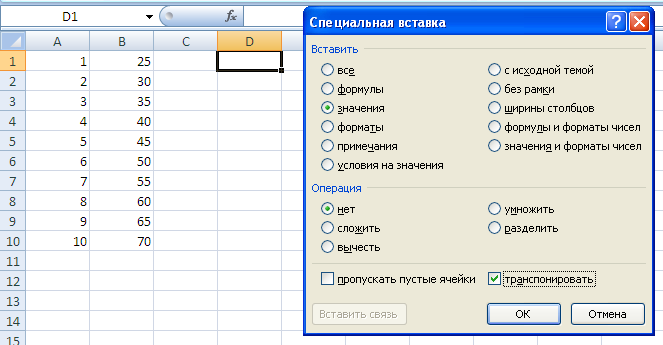 D1 fx
Специальная вставка ?
A B C D
1 1 25
2 2 30
3 3 35
4 4 40
5 5 45
6 6 50
7 7 55
8 8 60
9 9 65
10 10 70
11
12
13
14
15
Вставить
все с исходной темой
формулы без рамки
значения ширины столбцов
форматы формулы и форматы чисел
примечания значения и форматы чисел
условия на значения
Операция
нет умножить
сложить разделить
вычесть
пропускать пустые ячейки транспонировать
Вставить связь ОК Отмена